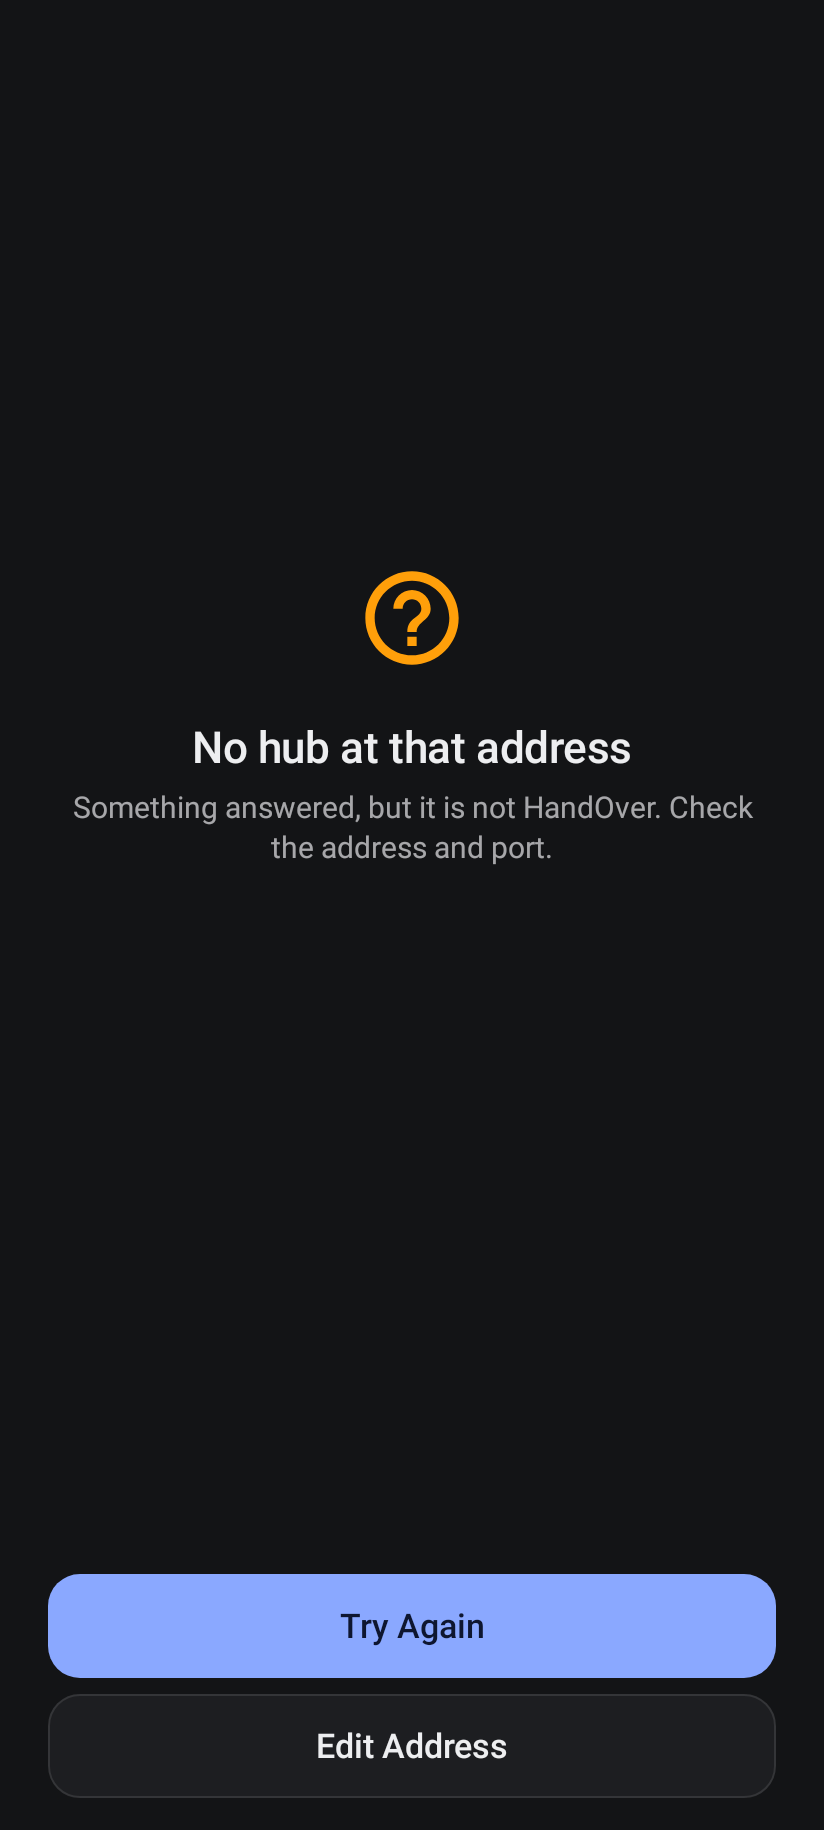 No hub at that address
Something answered, but it is not HandOver. Check
the address and port.
Try Again
Edit Address